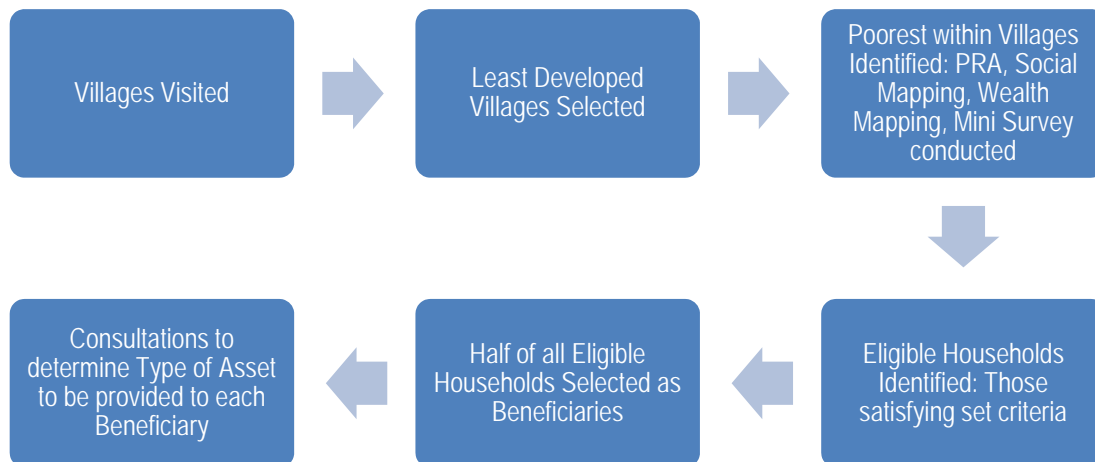 Villages Visited
Least Developed
Villages Selected
Poorest within Villages
Identified: PRA, Social
Mapping, Wealth
Mapping, Mini Survey
conducted
Eligible Households
Identified: Those
satisfying set criteria
Half of all Eligible
Households Selected as
Beneficiaries
Consultations to
determine Type of Asset
to be provided to each
Beneficiary